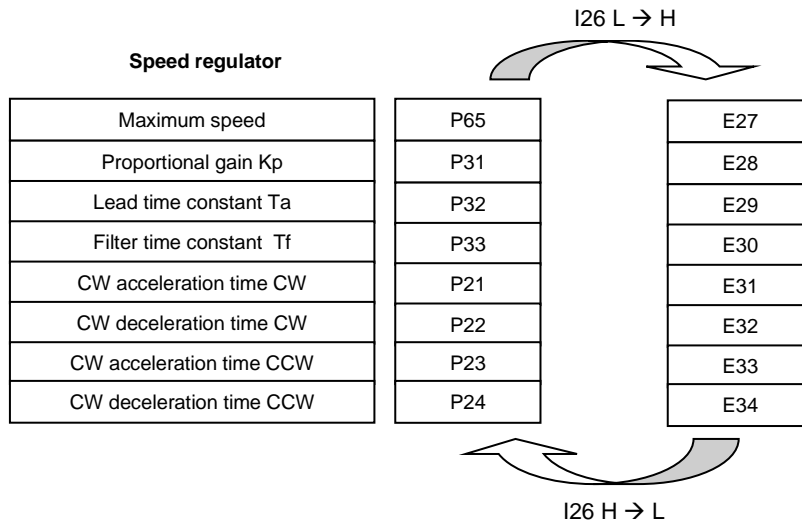 I26 L → H
Speed regulator
Maximum speed P65 E27
Proportional gain Kp P31 E28
Lead time constant Ta P32 E29
Filter time constant Tf P33 E30
CW acceleration time CW P21 E31
CW deceleration time CW P22 E32
CW acceleration time CCW P23 E33
CW deceleration time CCW P24 E34
I26 H → L